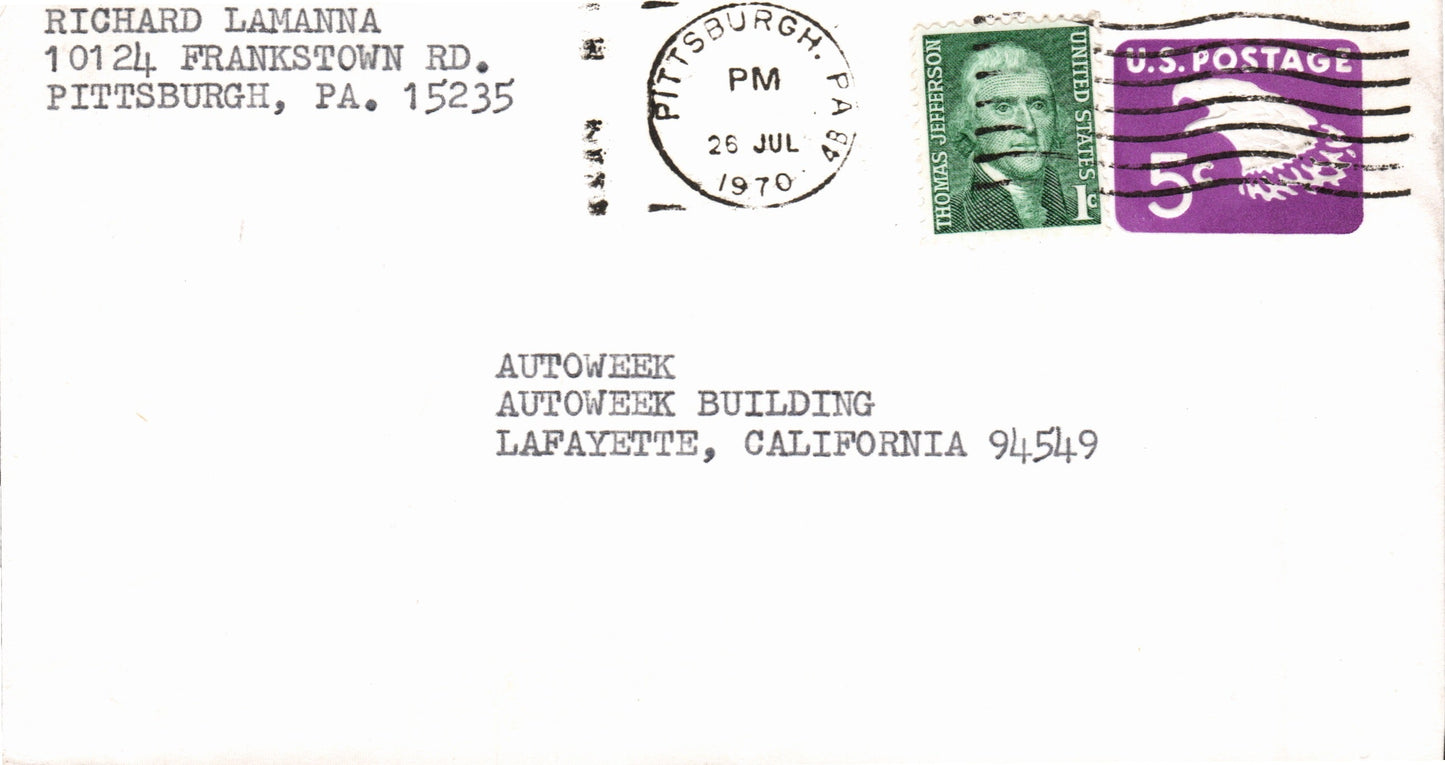 RICHARD LAMANNA
10124 FRANKSTOWN RD.
PITTSBURGH, PA. 15235
PITTSBURGH, PA
PM
26 JUL
1970
4B
THOMAS JEFFERSON
UNITED STATES
1c
U.S. POSTAGE
5c
AUTOWEEK
AUTOWEEK BUILDING
LAFAYETTE, CALIFORNIA 94549